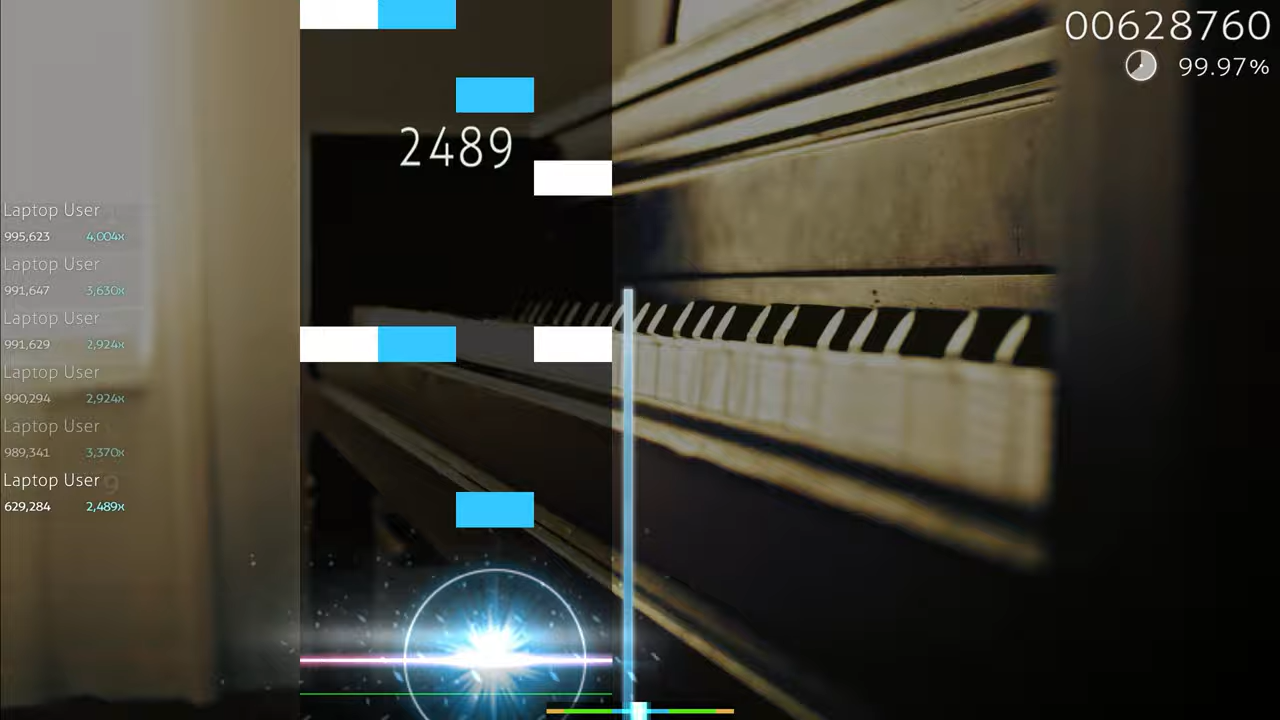 00628760
99.97%
2489
Laptop User
995,623 4,004x
Laptop User
991,647 3,630x
Laptop User
991,629 2,924x
Laptop User
990,294 2,924x
Laptop User
989,341 3,370x
Laptop User
9
629,284 2,489x